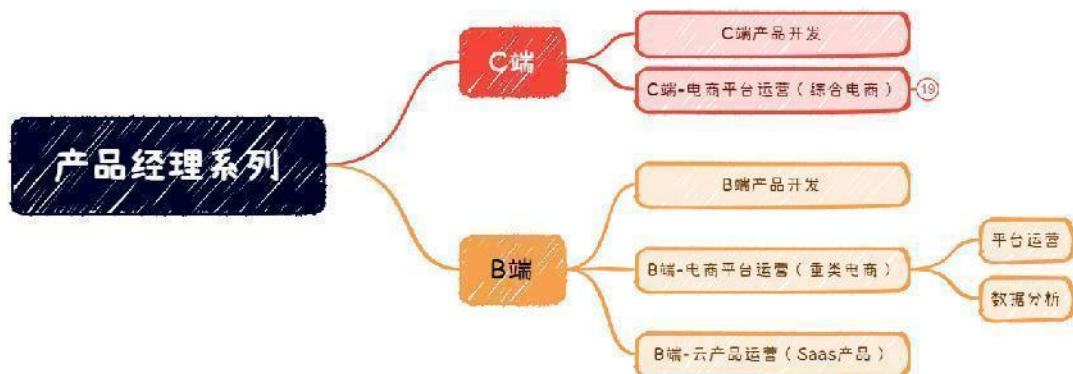 产品经理系列
C端
C端产品开发
C端-电商平台运营（综合电商）
19
B端
B端产品开发
B端-电商平台运营（垂类电商）
平台运营
数据分析
B端-云产品运营（Saas产品）